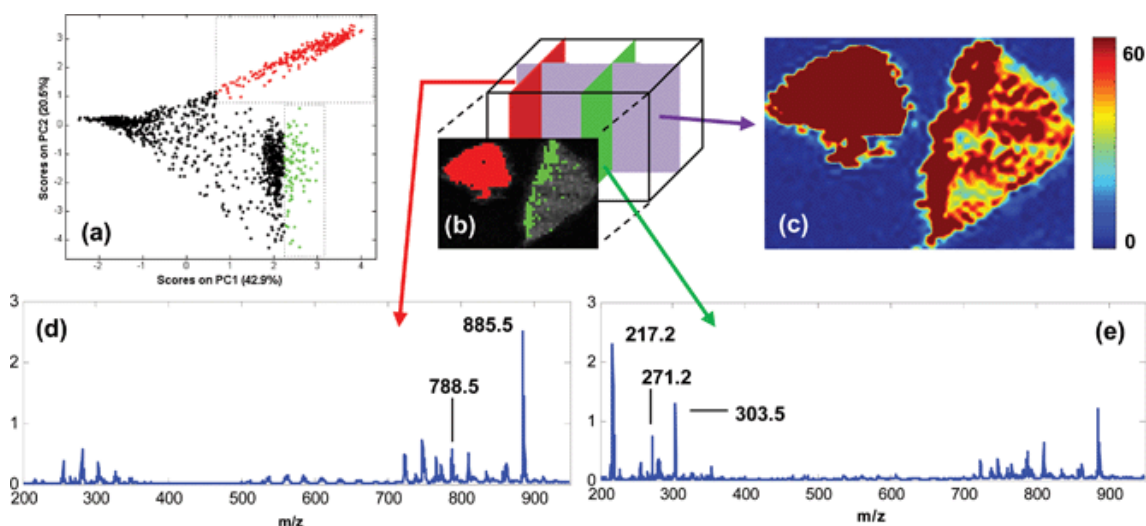 Scores on PC2 (20.5%)
3
2
1
0
-1
-2
-3
-4
(a)
-2 -1 0 1 2 3 4
Scores on PC1 (42.9%)
(b)
(c)
60
0
3
2
1
0
(d)
885.5
788.5
200 300 400 500 600 700 800 900
m/z
3
2
1
0
217.2
271.2
303.5
(e)
200 300 400 500 600 700 800 900
m/z